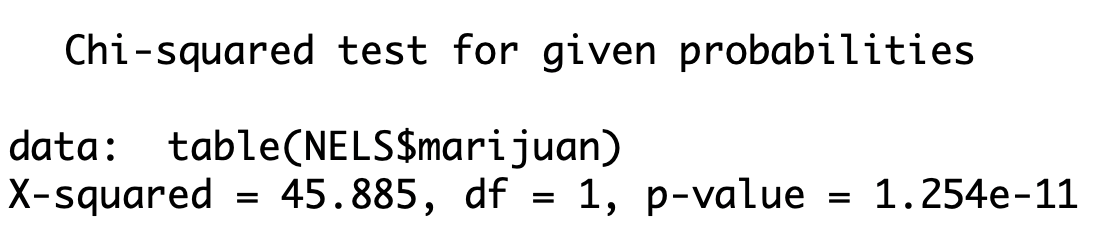 Chi-squared test for given probabilities
data:  table(NELS$marijuan)
X-squared = 45.885, df = 1, p-value = 1.254e-11